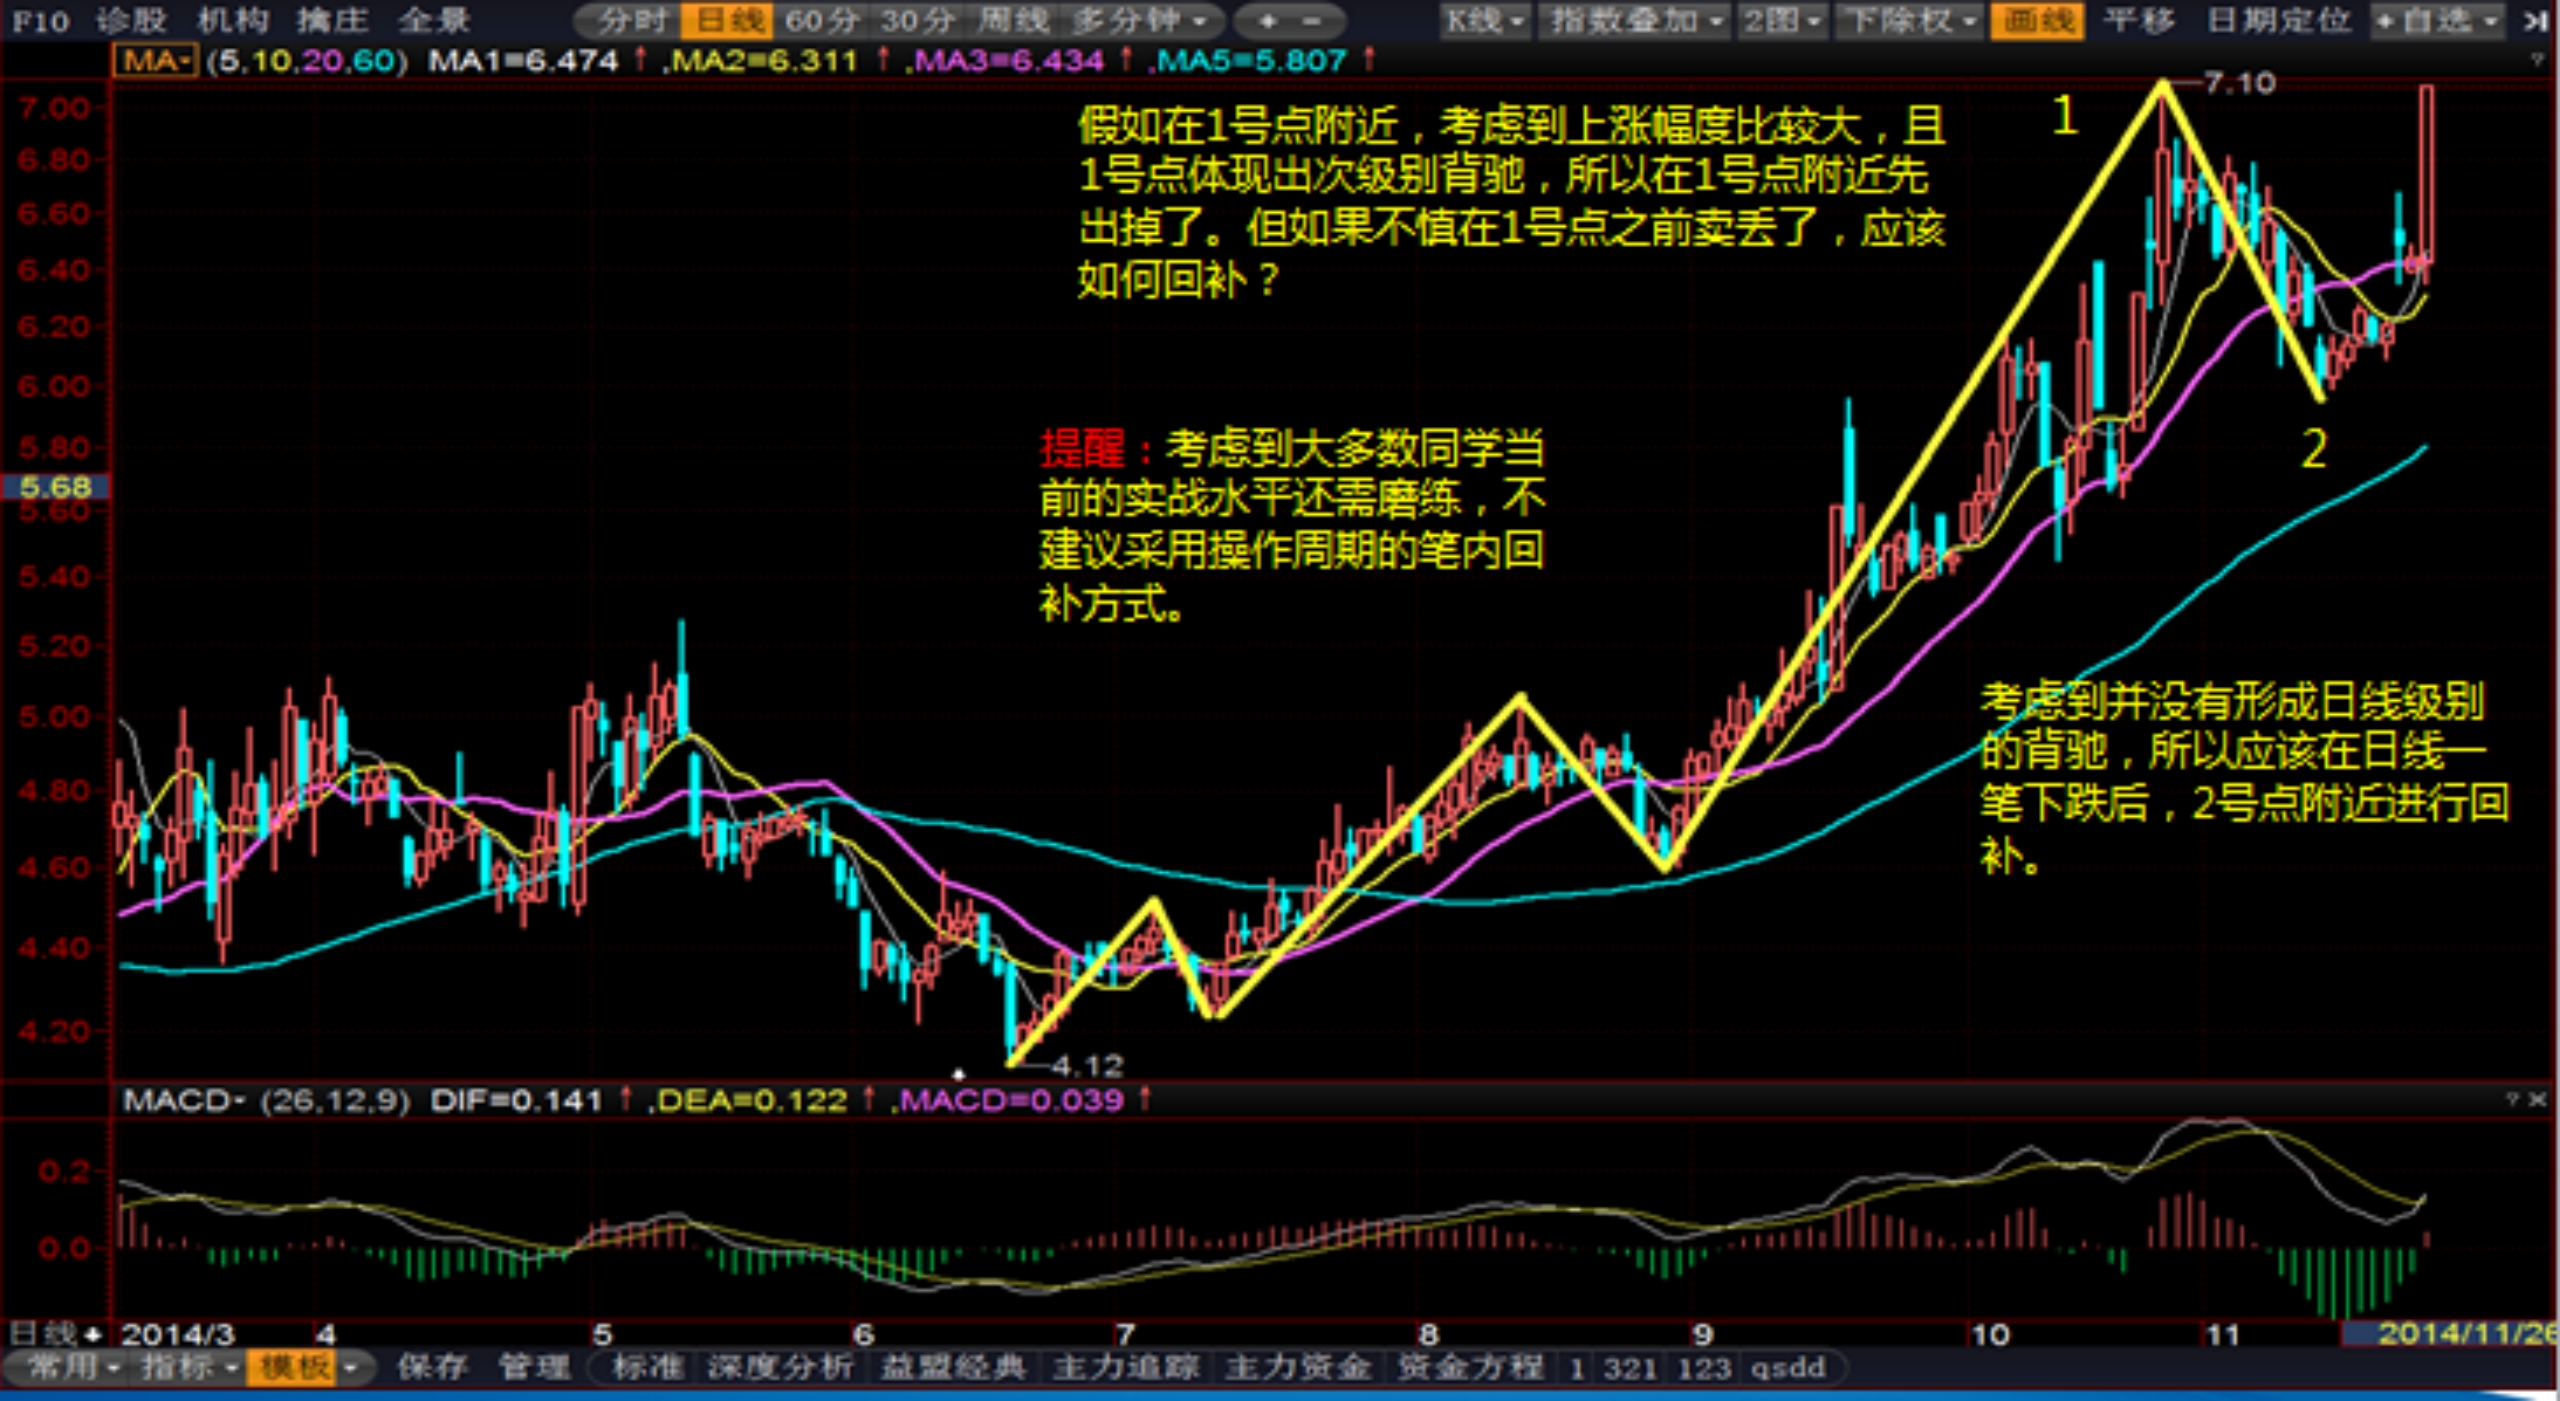 F10 诊股 机构 擒庄 全景 分时 日线 60分 30分 周线 多分钟 + - K线 指数叠加 2图 下除权 画线 平移 日期定位 +自选
MA (5,10,20,60) MA1=6.474 ↑ ,MA2=6.311 ↑ ,MA3=6.434 ↑ ,MA5=5.807 ↑
7.10
1
7.00
6.80
6.60
6.40
6.20
6.00
5.80
5.68
5.60
5.40
5.20
5.00
4.80
4.60
4.40
4.20
假如在1号点附近，考虑到上涨幅度比较大，且
1号点体现出次级别背驰，所以在1号点附近先
出掉了。但如果不慎在1号点之前卖丢了，应该
如何回补？
提醒：考虑到大多数同学当
前的实战水平还需磨练，不
建议采用操作周期的笔内回
补方式。
2
考虑到并没有形成日线级别
的背驰，所以应该在日线一
笔下跌后，2号点附近进行回
补。
4.12
MACD (26,12,9) DIF=0.141 ↑ ,DEA=0.122 ↑ ,MACD=0.039 ↑
0.2
0.0
日线 2014/3 4 5 6 7 8 9 10 11 2014/11/26
常用 指标 模板 保存 管理 标准 深度分析 益盟经典 主力追踪 主力资金 资金方程 1 321 123 qsdd